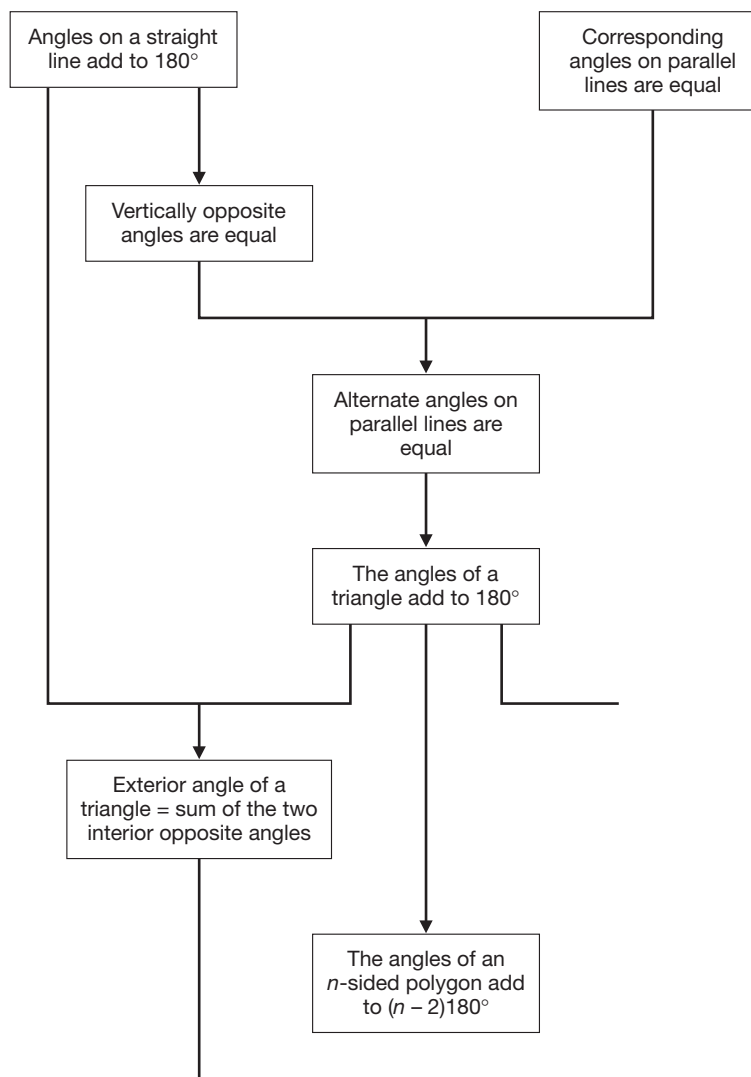 Angles on a straight
line add to 180°
Corresponding
angles on parallel
lines are equal
Vertically opposite
angles are equal
Alternate angles on
parallel lines are
equal
The angles of a
triangle add to 180°
Exterior angle of a
triangle = sum of the two
interior opposite angles
The angles of an
n-sided polygon add
to (n – 2)180°